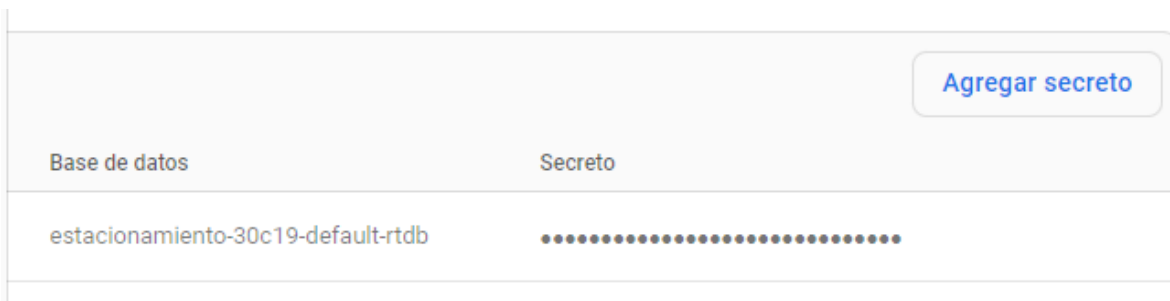 Agregar secreto
Base de datos Secreto
estacionamiento-30c19-default-rtdb ••••••••••••••••••••••••••••••